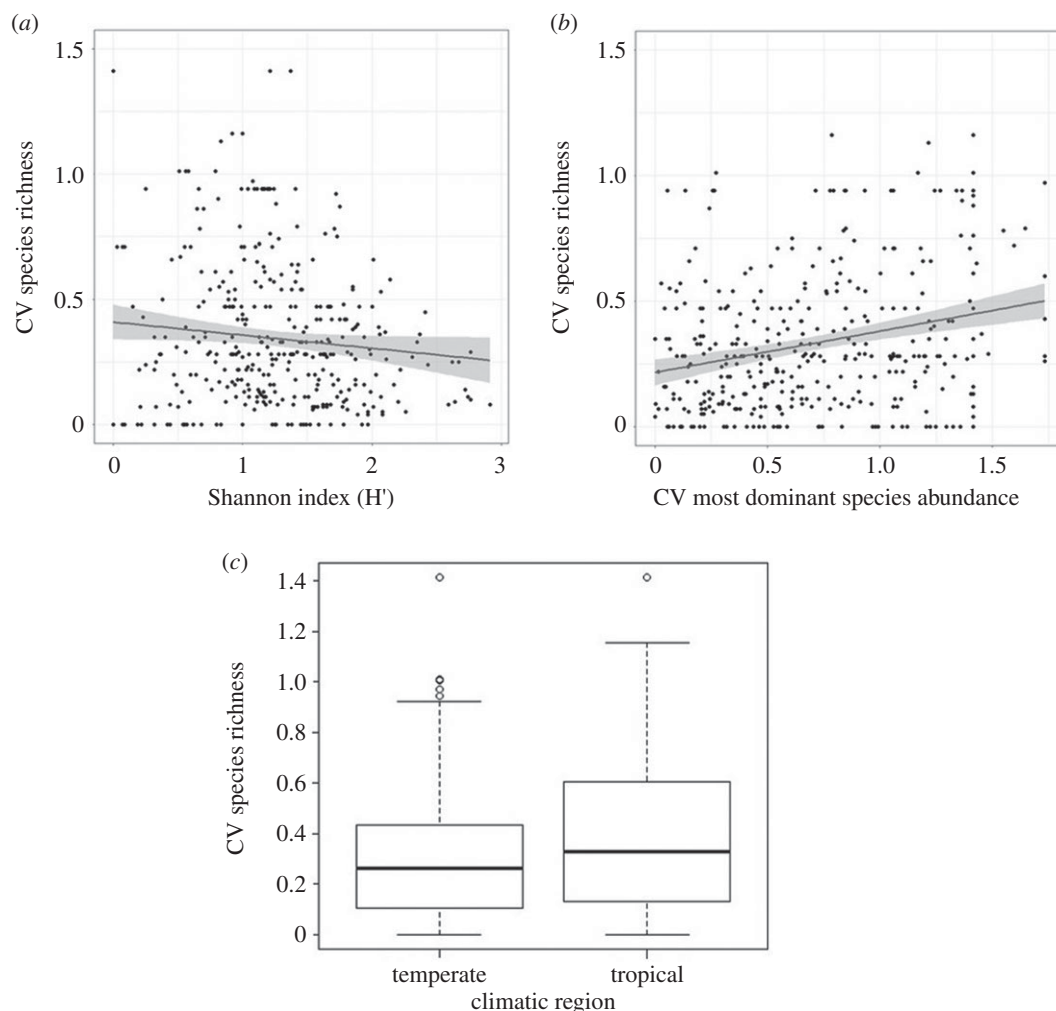 (a)
1.5
1.0
0.5
0
CV species richness
0 1 2 3
Shannon index (H')
(b)
1.5
1.0
0.5
0
CV species richness
0 0.5 1.0 1.5
CV most dominant species abundance
(c)
1.4
1.2
1.0
0.8
0.6
0.4
0.2
0
CV species richness
temperate tropical
climatic region